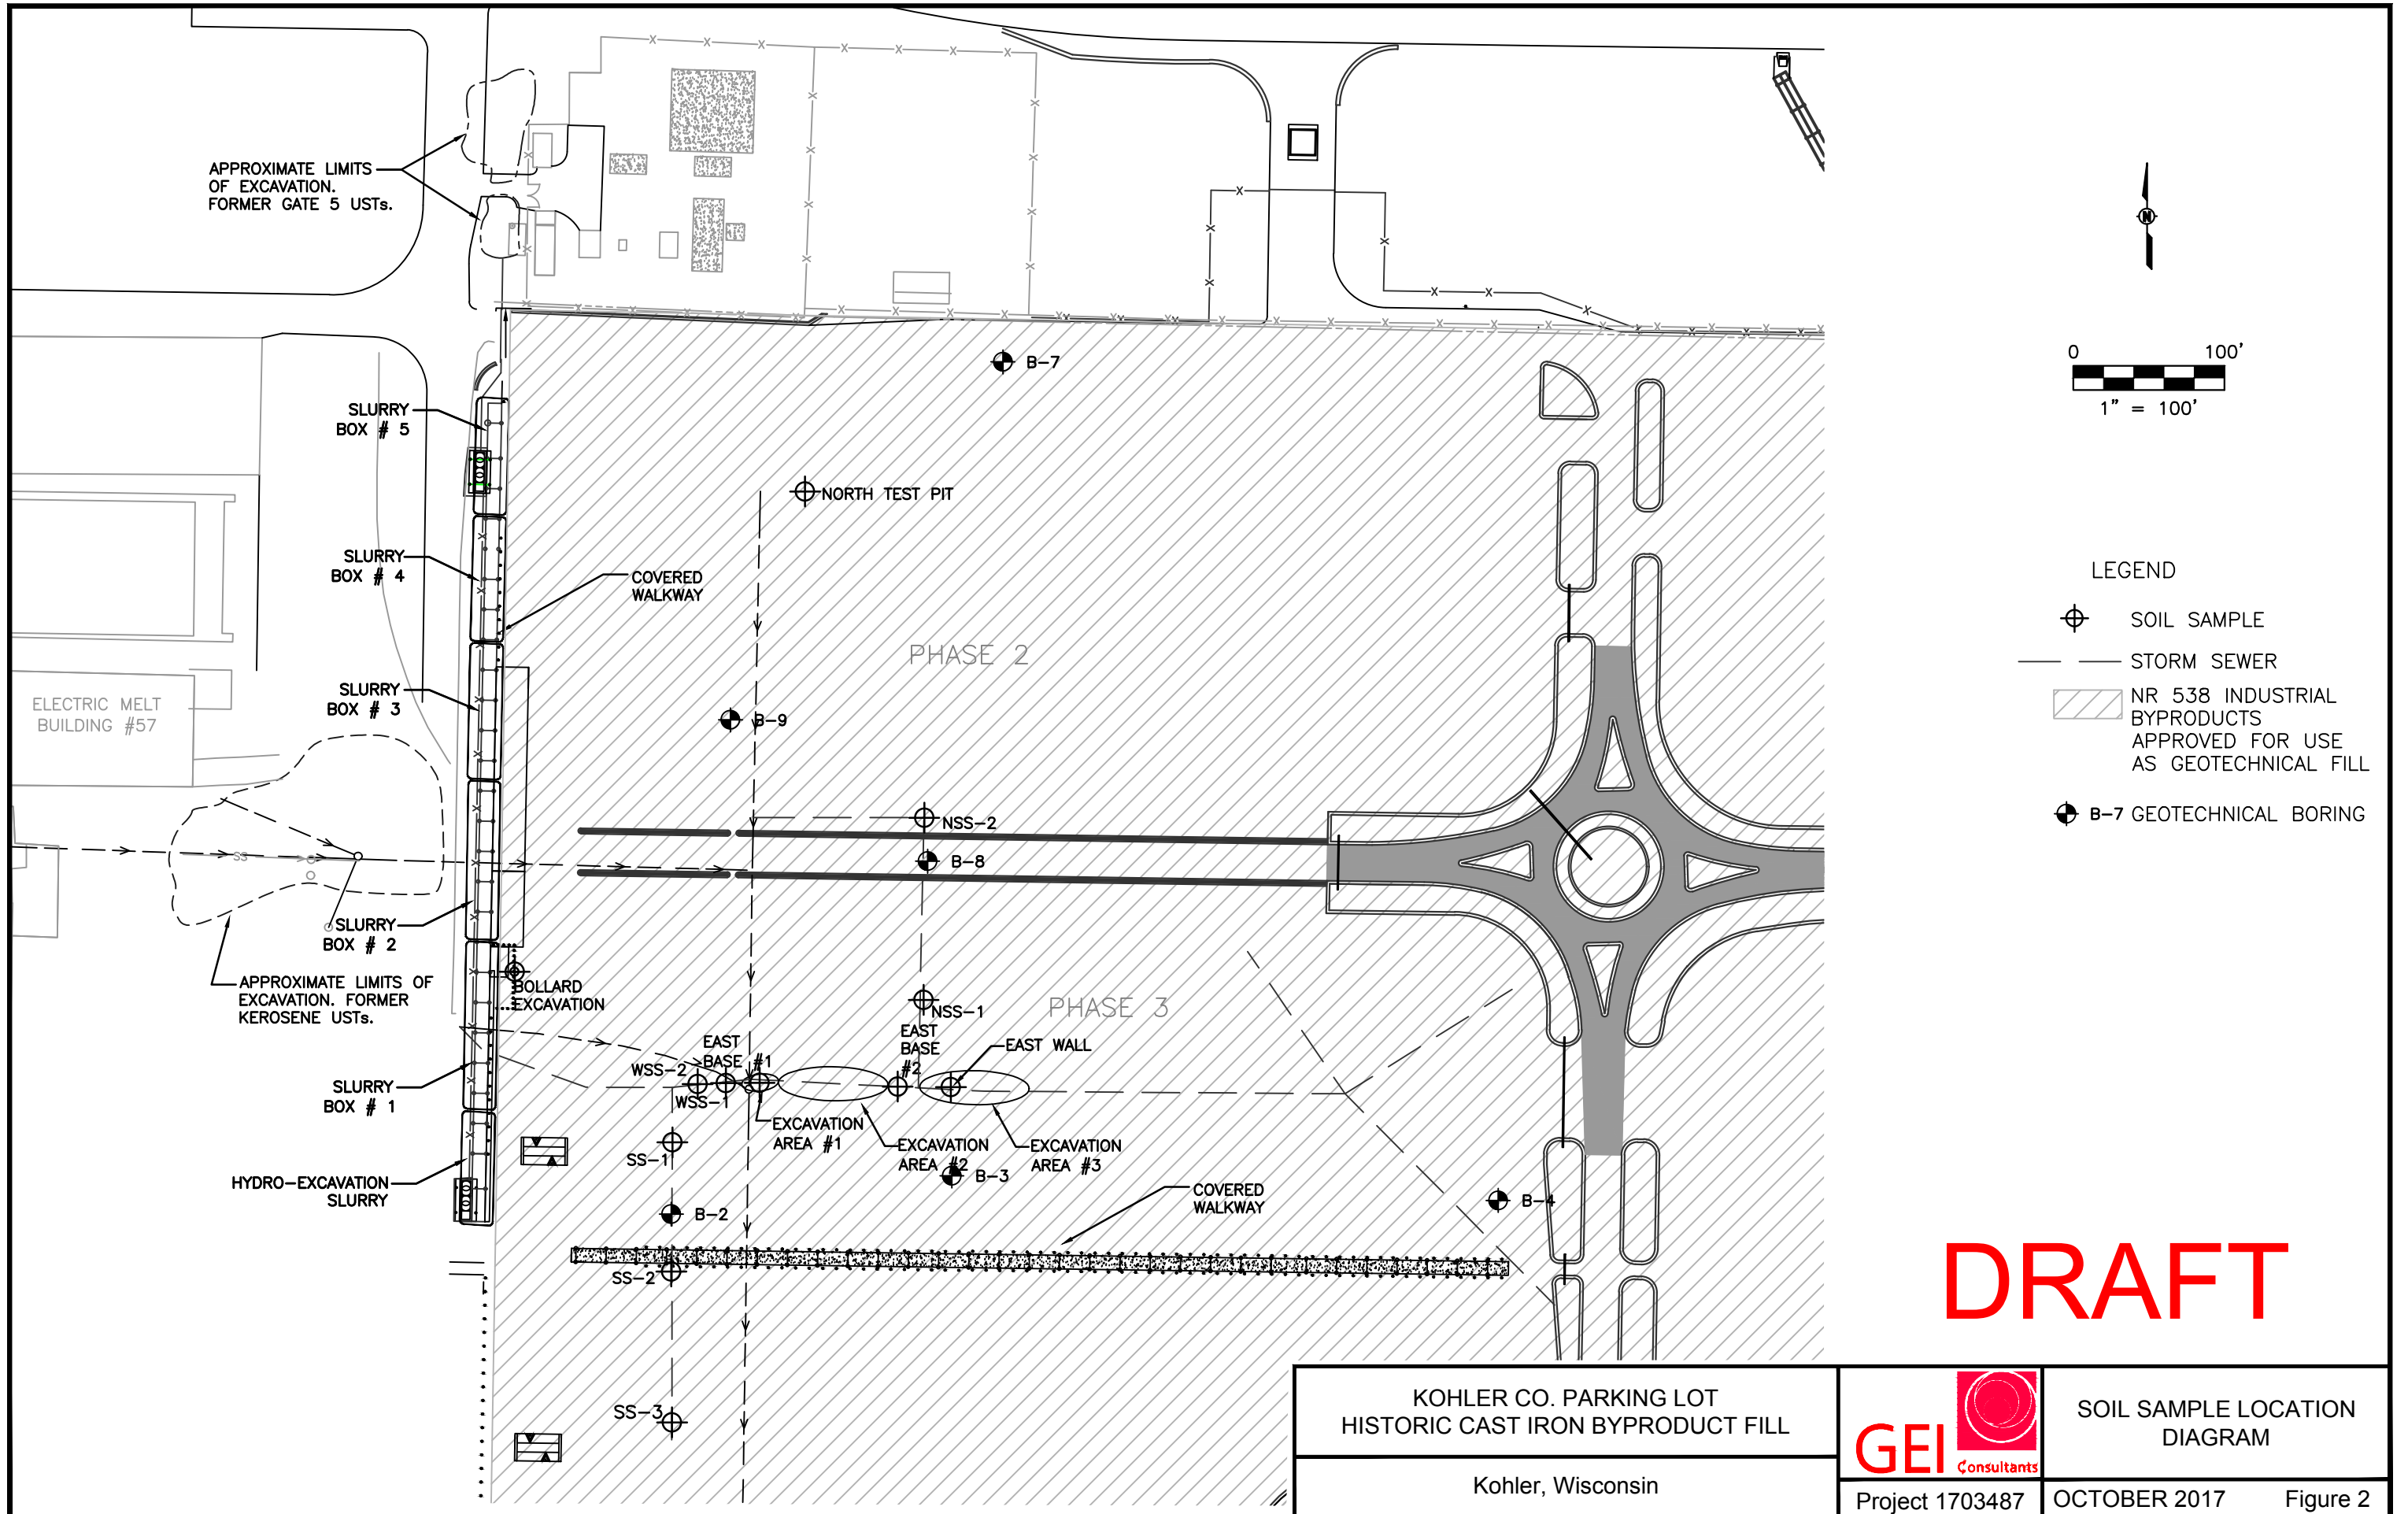 APPROXIMATE LIMITS
OF EXCAVATION.
FORMER GATE 5 USTs.
N
0 100'
1" = 100'
B-7
SLURRY
BOX # 5
NORTH TEST PIT
SLURRY
BOX # 4
COVERED
WALKWAY
PHASE 2
SLURRY
BOX # 3
ELECTRIC MELT
BUILDING #57
B-9
LEGEND
SOIL SAMPLE
STORM SEWER
NR 538 INDUSTRIAL
BYPRODUCTS
APPROVED FOR USE
AS GEOTECHNICAL FILL
B-7 GEOTECHNICAL BORING
NSS-2
SS
B-8
SLURRY
BOX # 2
APPROXIMATE LIMITS OF
EXCAVATION. FORMER
KEROSENE USTs.
BOLLARD
EXCAVATION
NSS-1
PHASE 3
EAST
BASE #1
EAST
BASE
#2
EAST WALL
WSS-2
WSS-1
SLURRY
BOX # 1
EXCAVATION
AREA #1
EXCAVATION
AREA #2
EXCAVATION
AREA #3
SS-1
B-3
HYDRO-EXCAVATION
SLURRY
COVERED
WALKWAY
B-4
B-2
SS-2
SS-3
DRAFT
KOHLER CO. PARKING LOT
HISTORIC CAST IRON BYPRODUCT FILL
Kohler, Wisconsin
GEI Consultants
Project 1703487
SOIL SAMPLE LOCATION
DIAGRAM
OCTOBER 2017 Figure 2